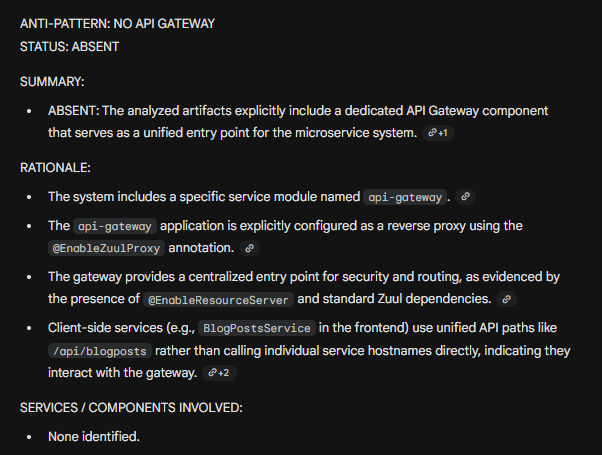 ANTI-PATTERN: NO API GATEWAY
STATUS: ABSENT
SUMMARY:
• ABSENT: The analyzed artifacts explicitly include a dedicated API Gateway component
that serves as a unified entry point for the microservice system. +1
RATIONALE:
• The system includes a specific service module named api-gateway.
• The api-gateway application is explicitly configured as a reverse proxy using the
@EnableZuulProxy annotation.
• The gateway provides a centralized entry point for security and routing, as evidenced by
the presence of @EnableResourceServer and standard Zuul dependencies.
• Client-side services (e.g., BlogPostsService in the frontend) use unified API paths like
/api/blogposts rather than calling individual service hostnames directly, indicating they
interact with the gateway. +2
SERVICES / COMPONENTS INVOLVED:
• None identified.